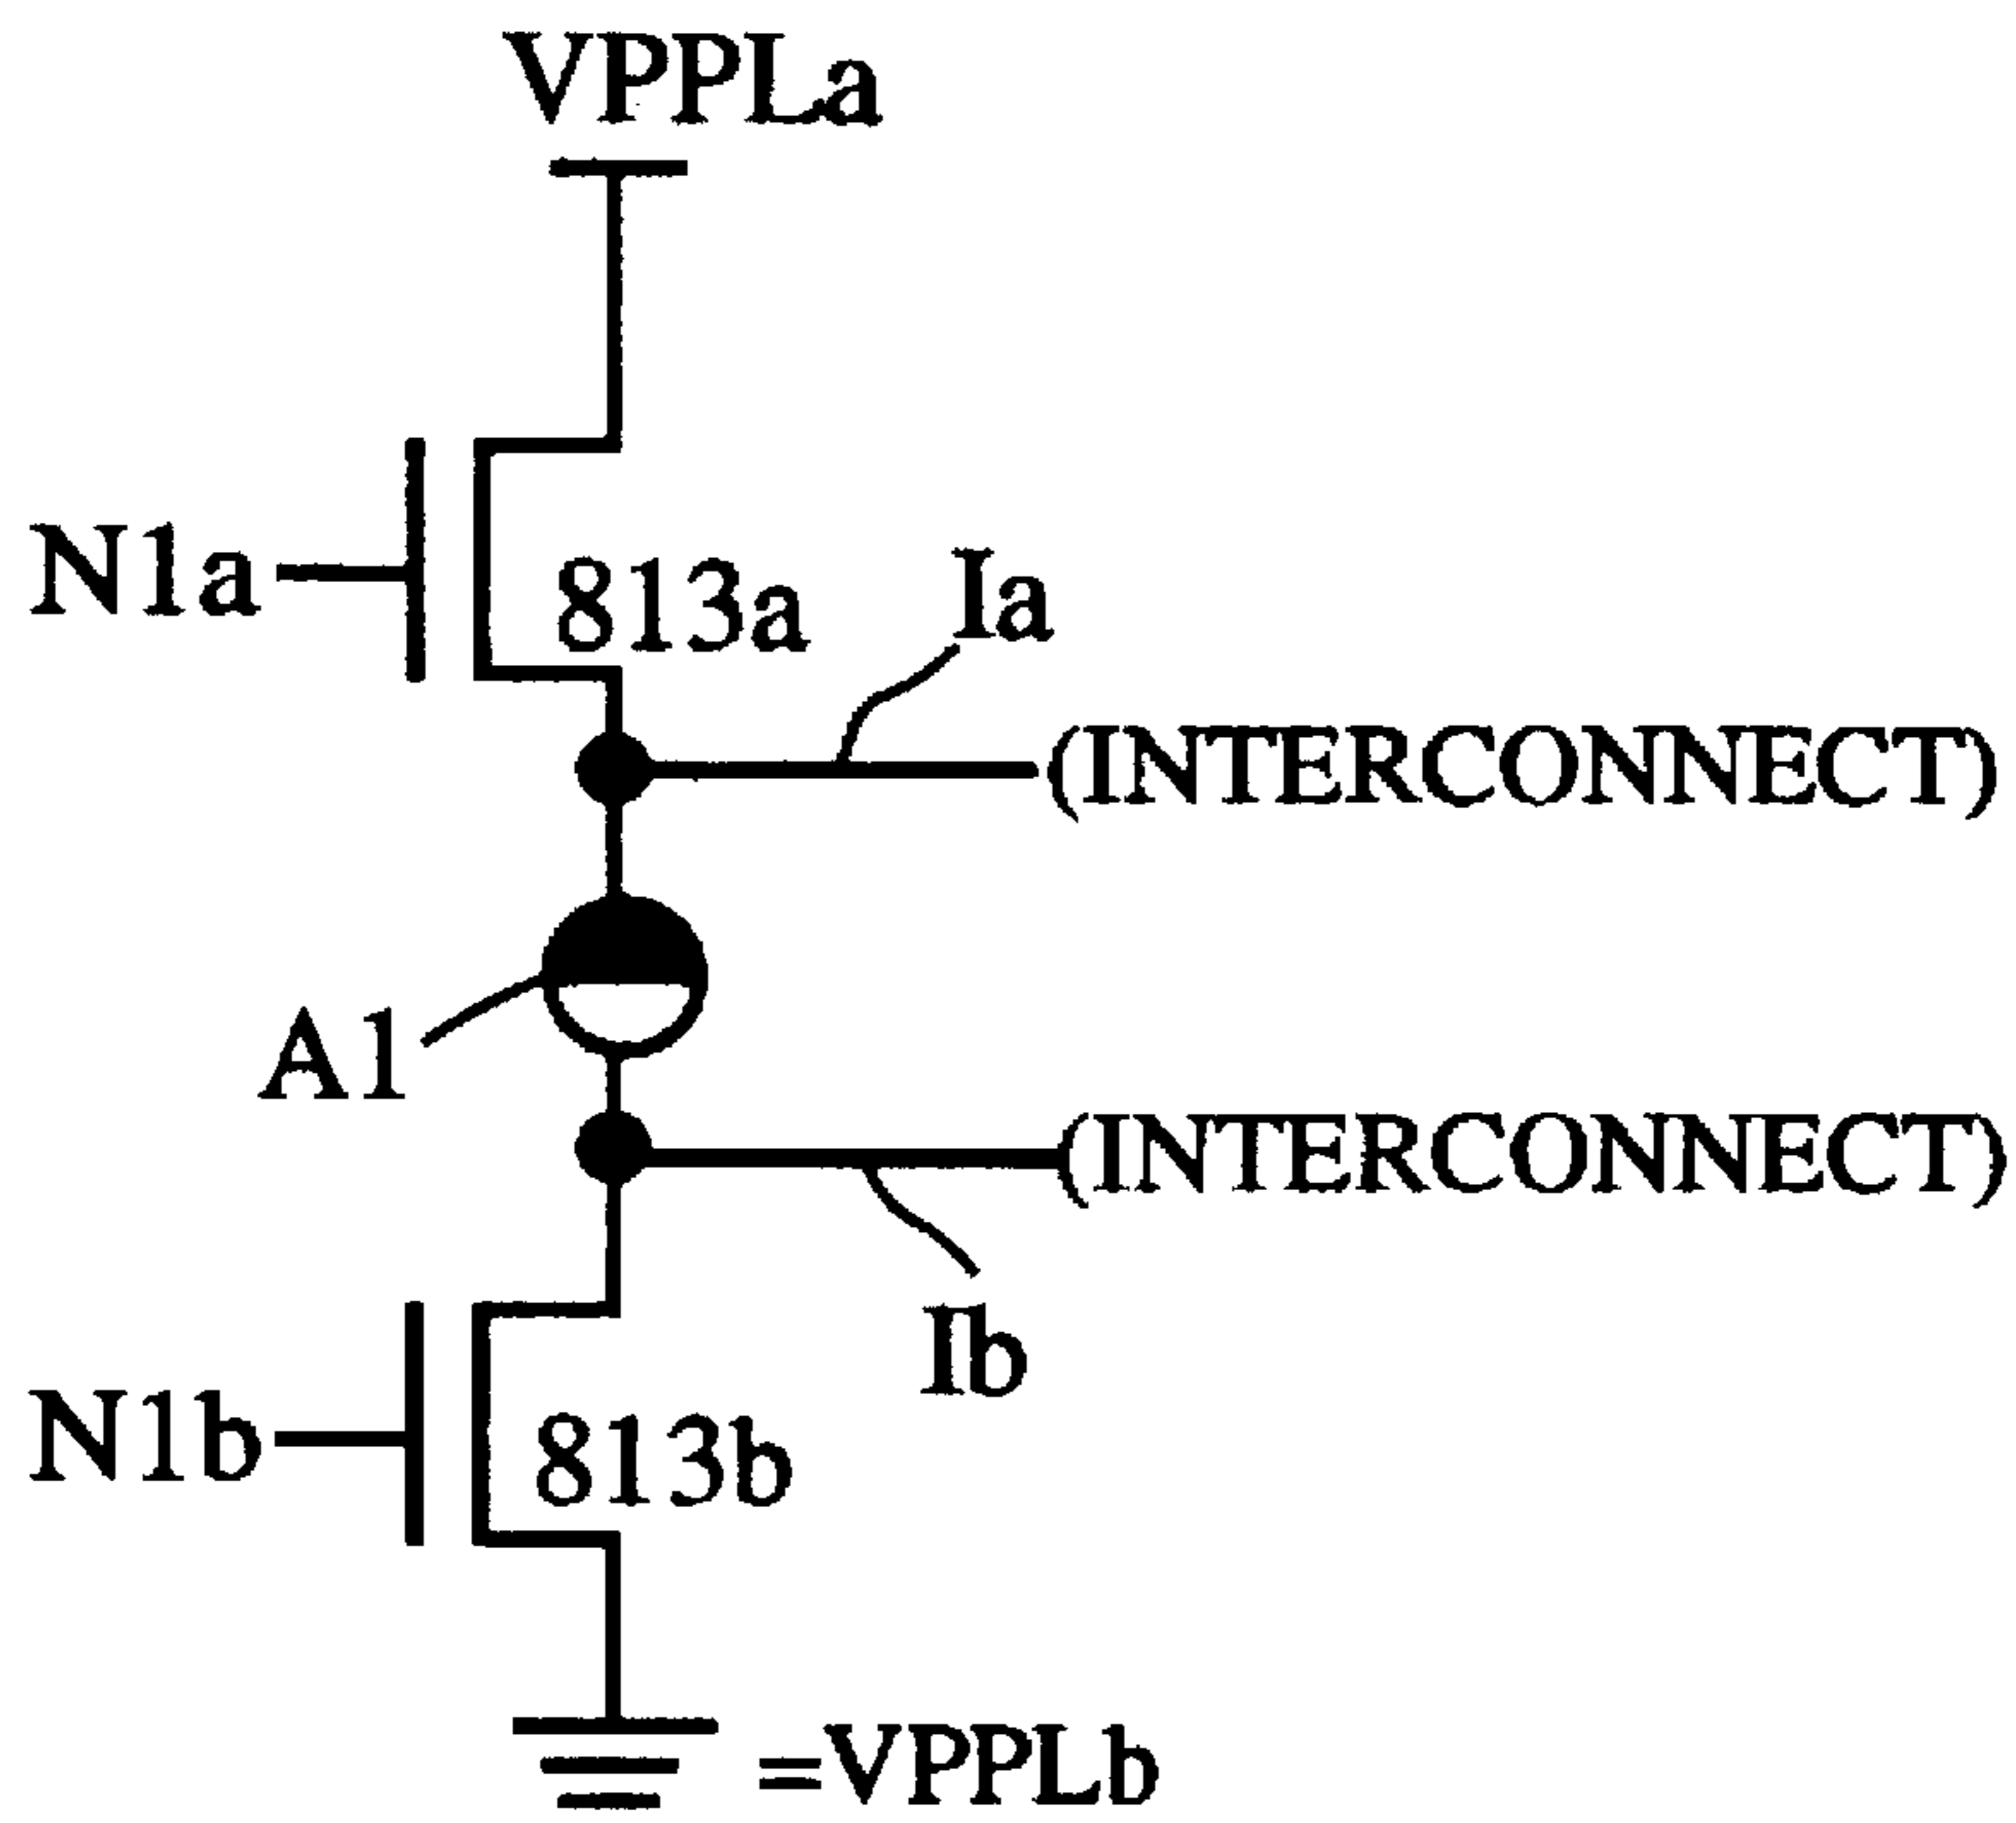 VPPLa
N1a
813a
Ia
(INTERCONNECT)
A1
(INTERCONNECT)
Ib
N1b
813b
=VPPLb